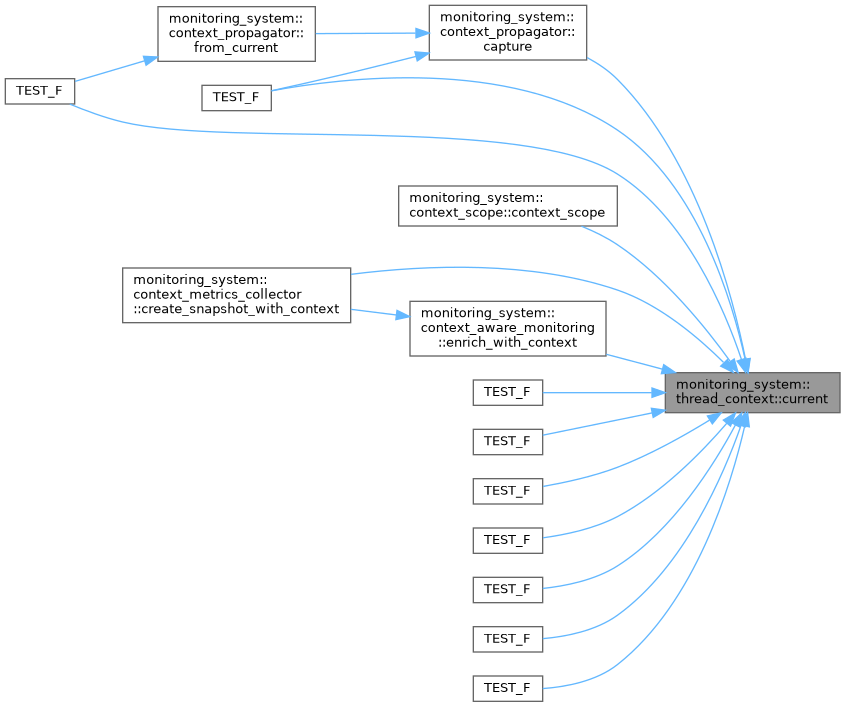 monitoring_system::
context_propagator::
from_current
monitoring_system::
context_propagator::
capture
TEST_F
TEST_F
monitoring_system::
context_scope::context_scope
monitoring_system::
context_metrics_collector
::create_snapshot_with_context
monitoring_system::
context_aware_monitoring
::enrich_with_context
monitoring_system::
thread_context::current
TEST_F
TEST_F
TEST_F
TEST_F
TEST_F
TEST_F
TEST_F